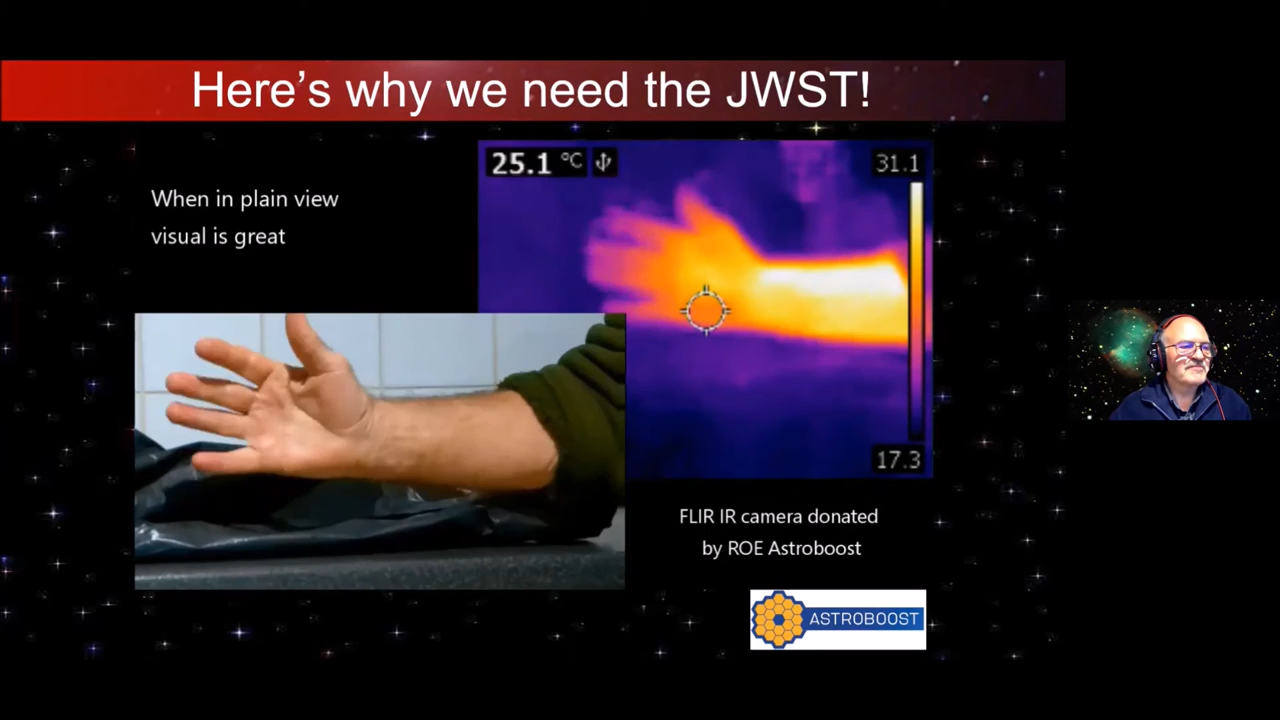 Here's why we need the JWST!
When in plain view
visual is great
25.1 °C
31.1
17.3
FLIR IR camera donated
by ROE Astroboost
ASTROBOOST